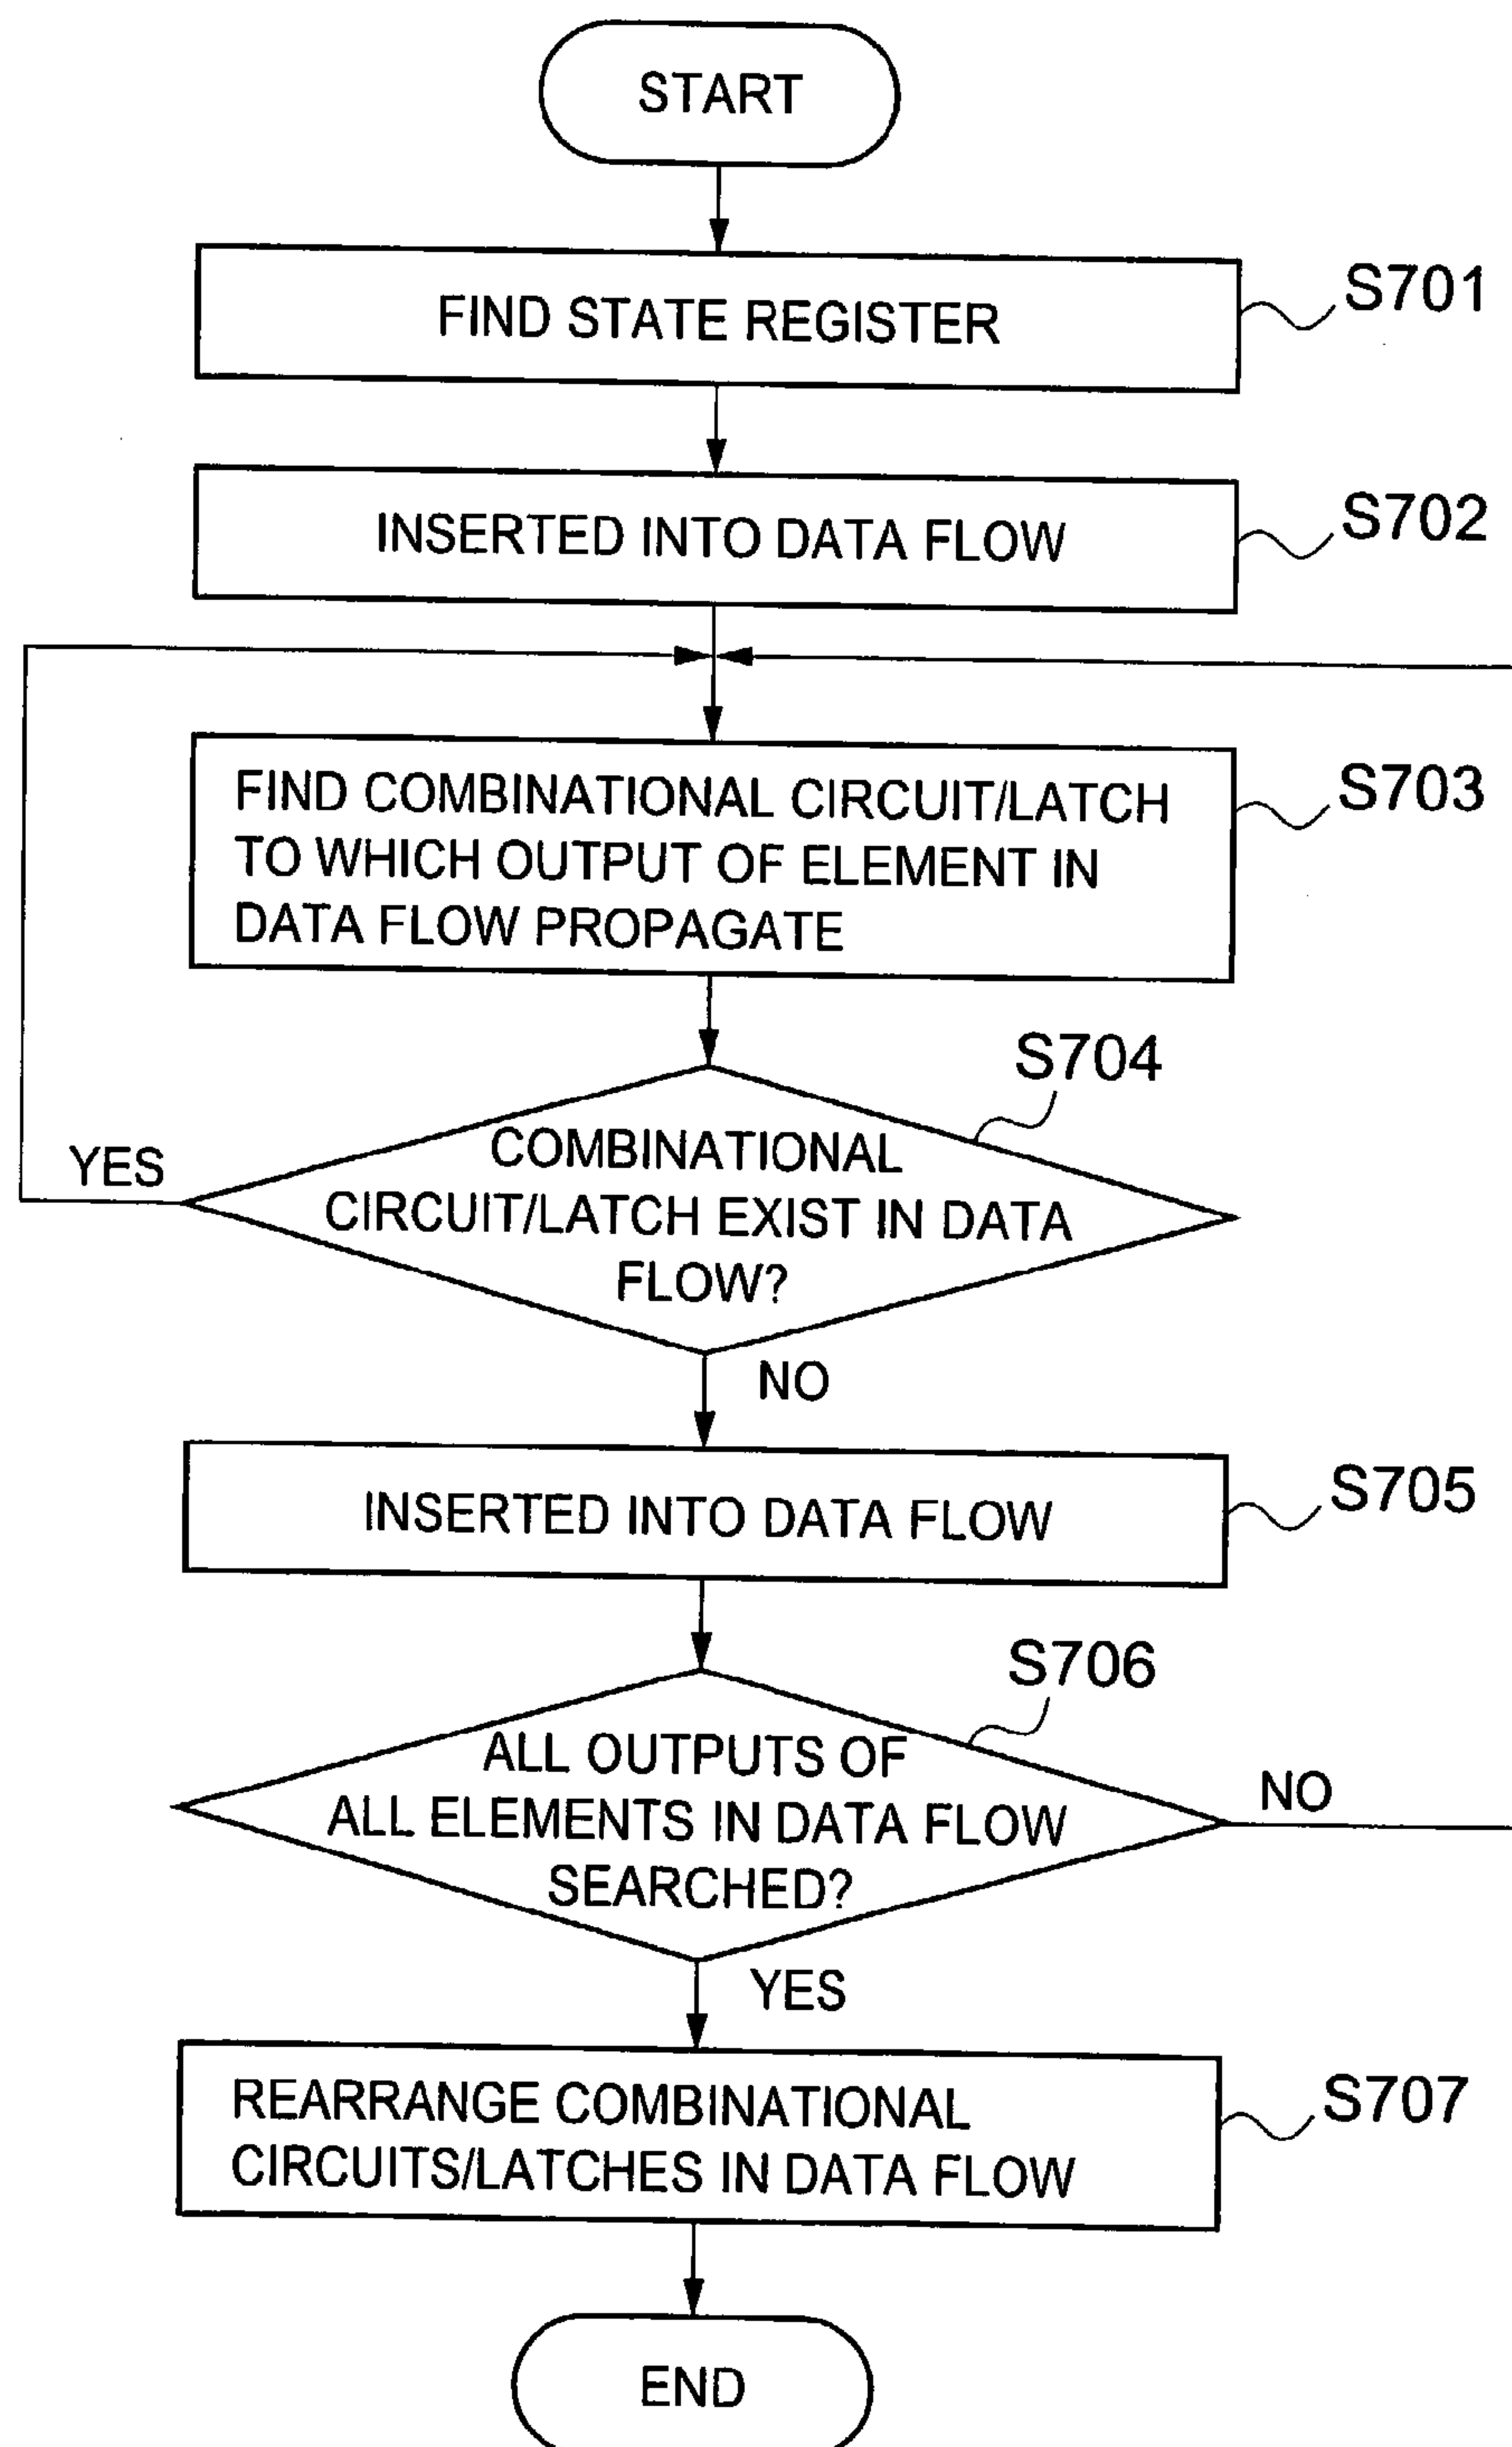 START
FIND STATE REGISTER
S701
INSERTED INTO DATA FLOW
S702
FIND COMBINATIONAL CIRCUIT/LATCH
TO WHICH OUTPUT OF ELEMENT IN
DATA FLOW PROPAGATE
S703
S704
COMBINATIONAL
CIRCUIT/LATCH EXIST IN DATA
FLOW?
YES
NO
INSERTED INTO DATA FLOW
S705
S706
ALL OUTPUTS OF
ALL ELEMENTS IN DATA FLOW
SEARCHED?
NO
YES
REARRANGE COMBINATIONAL
CIRCUITS/LATCHES IN DATA FLOW
S707
END